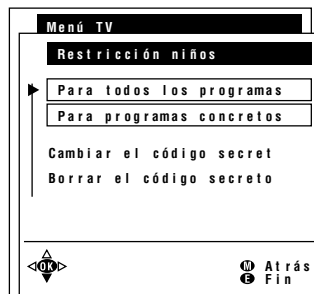 Menú TV
Restricción niños
Para todos los programas
Para programas concretos
Cambiar el código secret
Borrar el código secreto
OK
M Atrás
E Fin